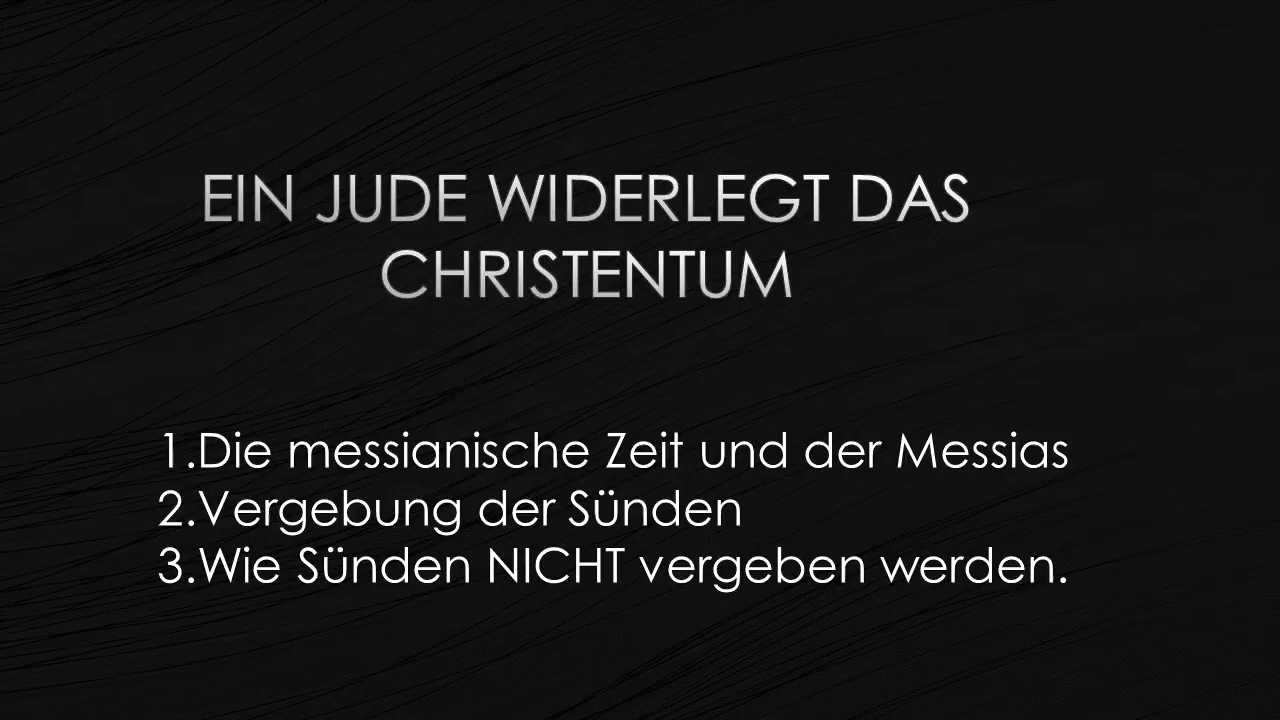 EIN JUDE WIDERLEGT DAS
CHRISTENTUM
1.Die messianische Zeit und der Messias
2.Vergebung der Sünden
3.Wie Sünden NICHT vergeben werden.